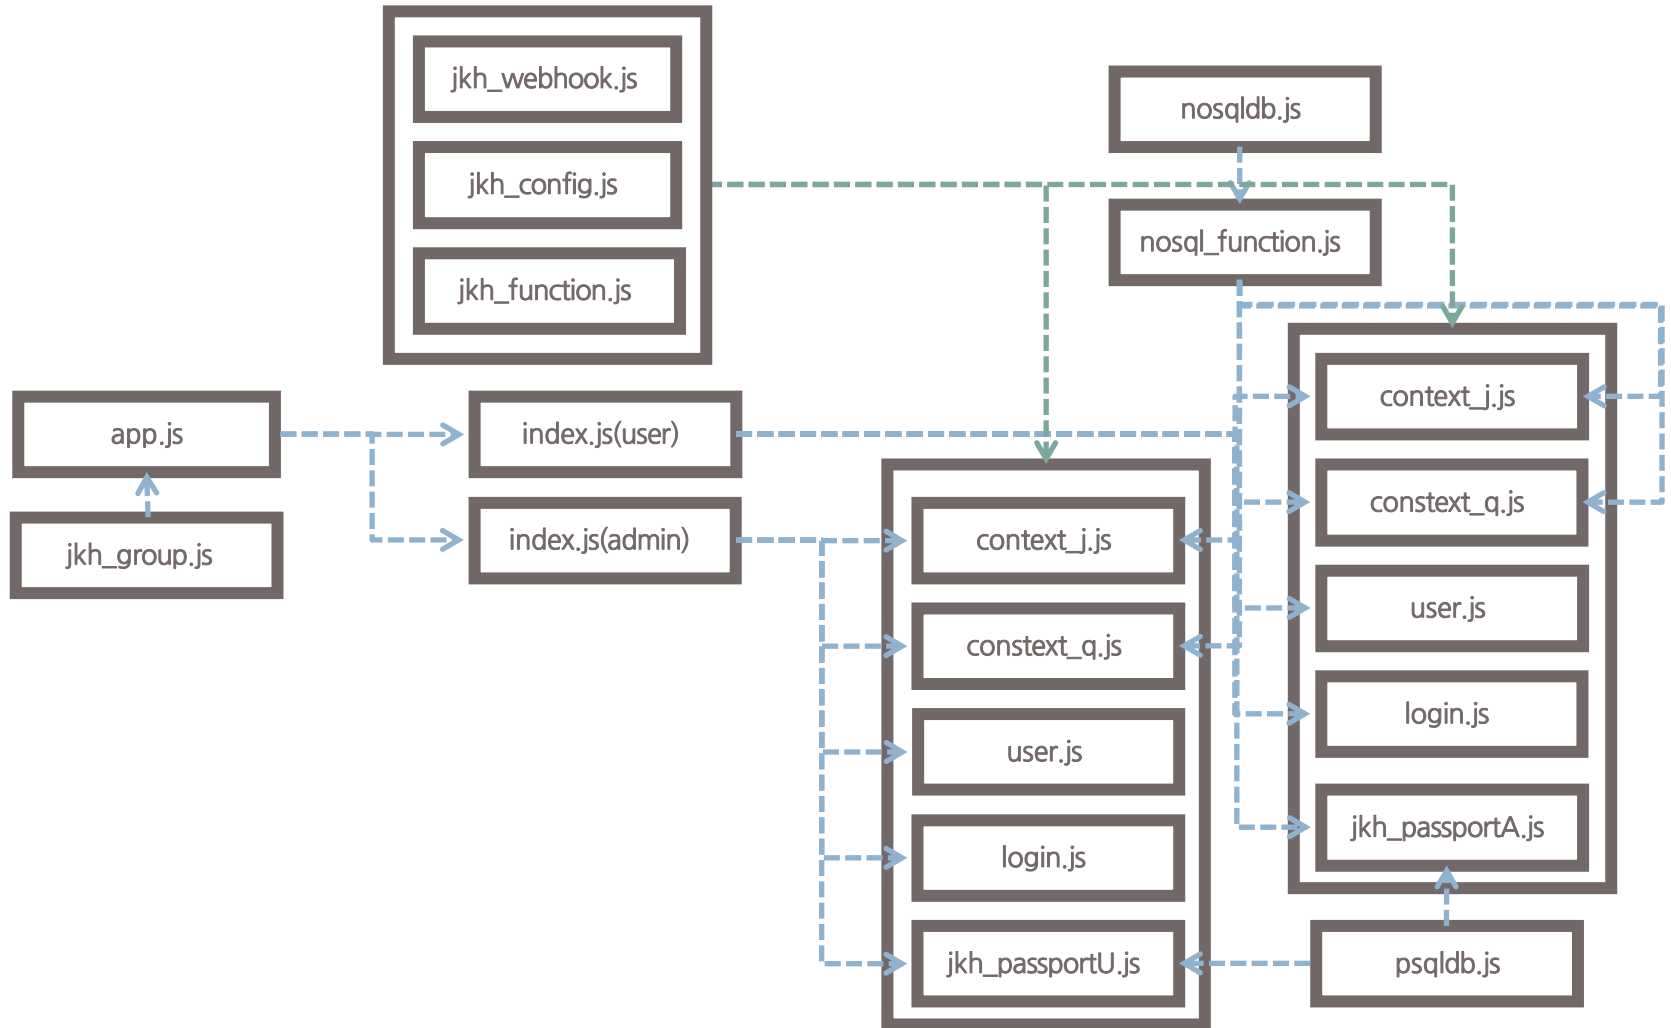 jkh_webhook.js
jkh_config.js
jkh_function.js
nosqldb.js
nosql_function.js
app.js
jkh_group.js
index.js(user)
index.js(admin)
context_j.js
constext_q.js
user.js
login.js
jkh_passportU.js
context_j.js
constext_q.js
user.js
login.js
jkh_passportA.js
psqldb.js